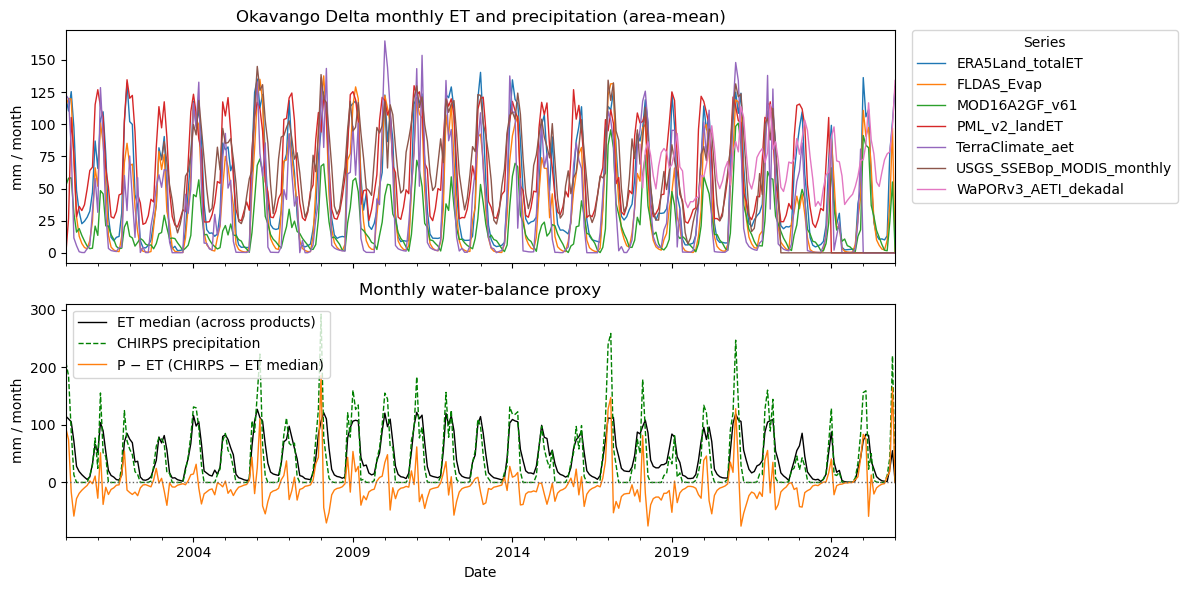 Okavango Delta monthly ET and precipitation (area-mean)
mm / month
150
125
100
75
50
25
0
Series
ERA5Land_totalET
FLDAS_Evap
MOD16A2GF_v61
PML_v2_landET
TerraClimate_aet
USGS_SSEBop_MODIS_monthly
WaPORv3_AETI_dekadal
Monthly water-balance proxy
mm / month
300
200
100
0
ET median (across products)
CHIRPS precipitation
P − ET (CHIRPS − ET median)
2004 2009 2014 2019 2024
Date